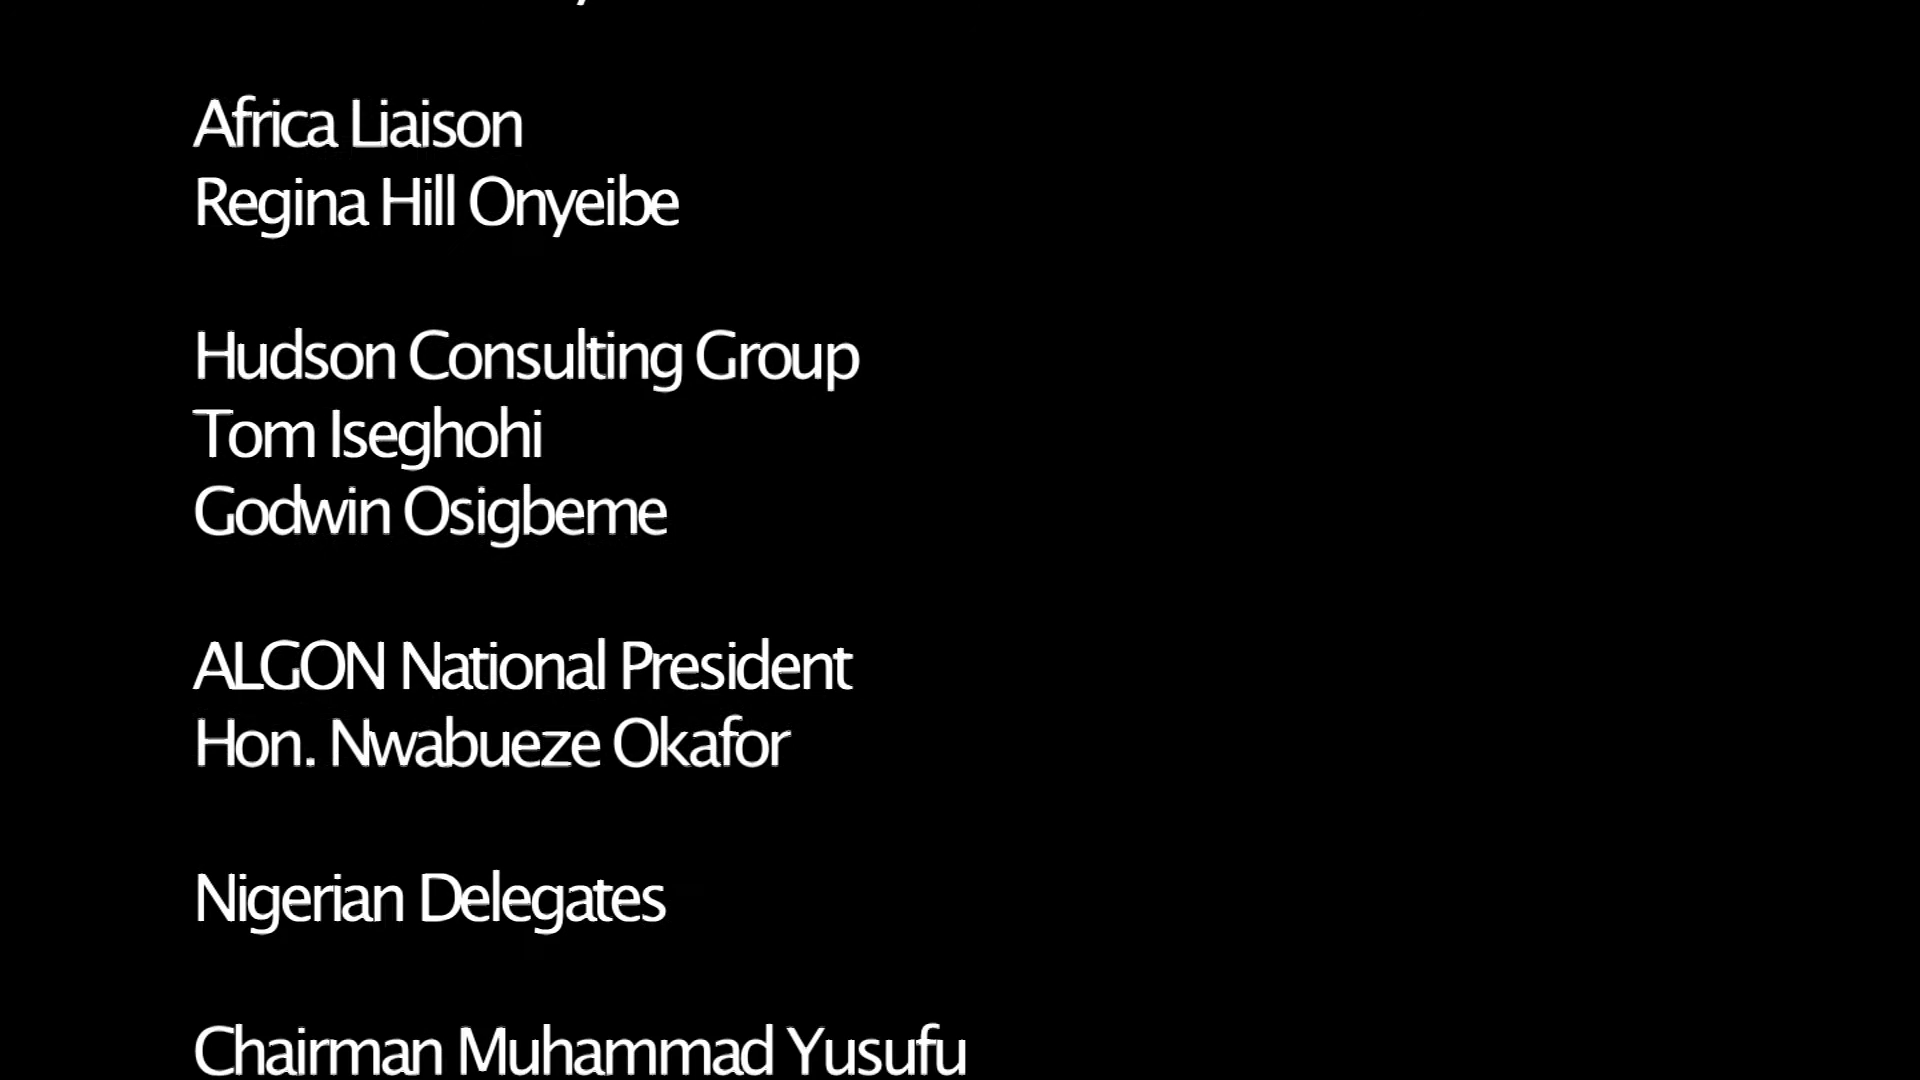 Africa Liaison
Regina Hill Onyeibe
Hudson Consulting Group
Tom Iseghohi
Godwin Osigbeme
ALGON National President
Hon. Nwabueze Okafor
Nigerian Delegates
Chairman Muhammad Yusufu